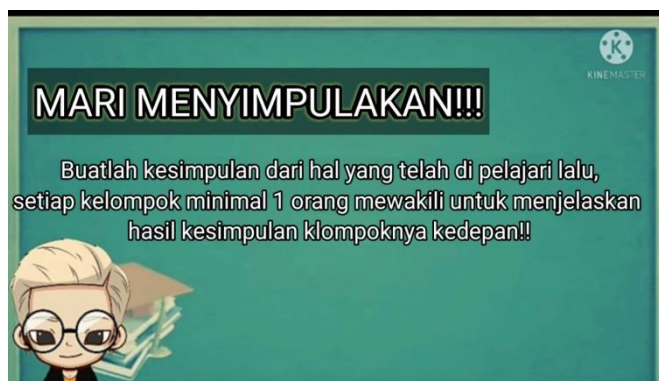 KINEMASTER
MARI MENYIMPULAKAN!!!
Buatlah kesimpulan dari hal yang telah di pelajari lalu,
setiap kelompok minimal 1 orang mewakili untuk menjelaskan
hasil kesimpulan klompoknya kedepan!!